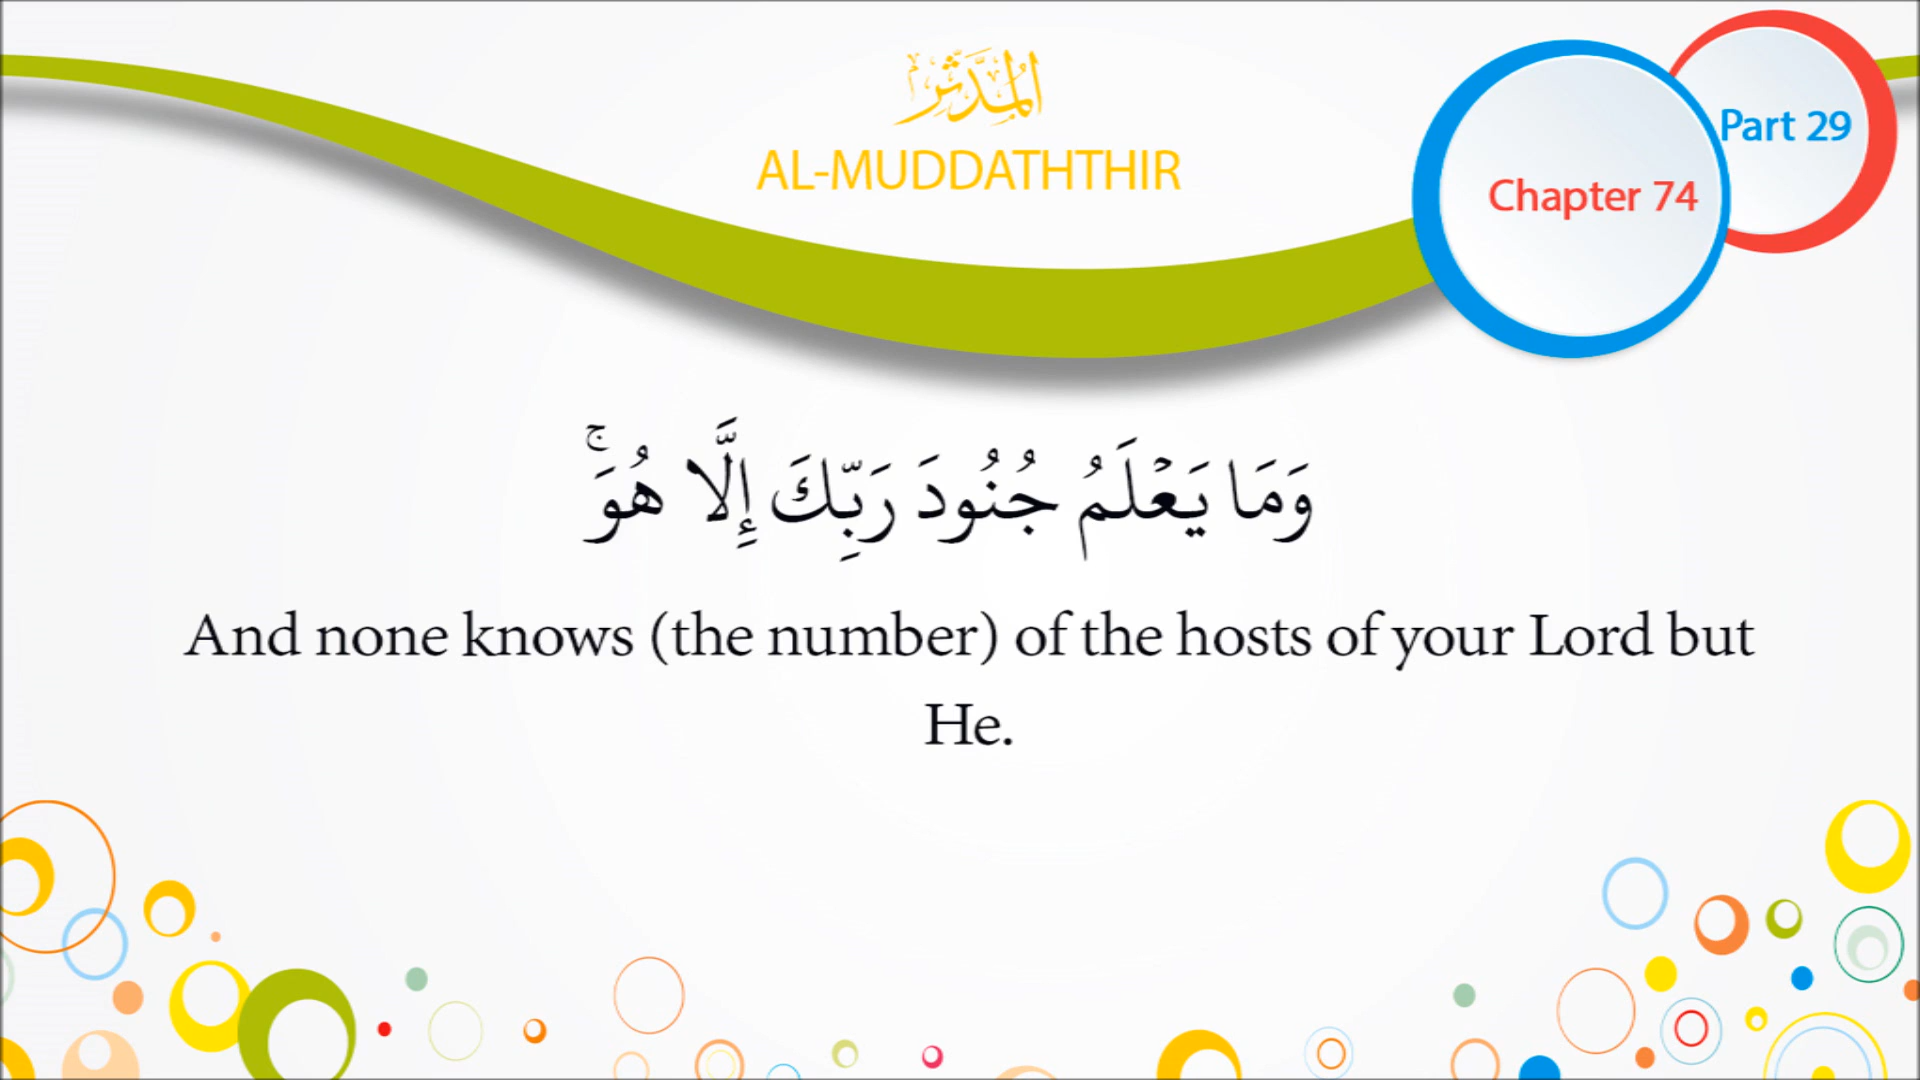 المُدَّثِّر
AL-MUDDATHTHIR
Part 29
Chapter 74
وَمَا يَعْلَمُ جُنُودَ رَبِّكَ إِلَّا هُوَ ۚ
And none knows (the number) of the hosts of your Lord but
He.